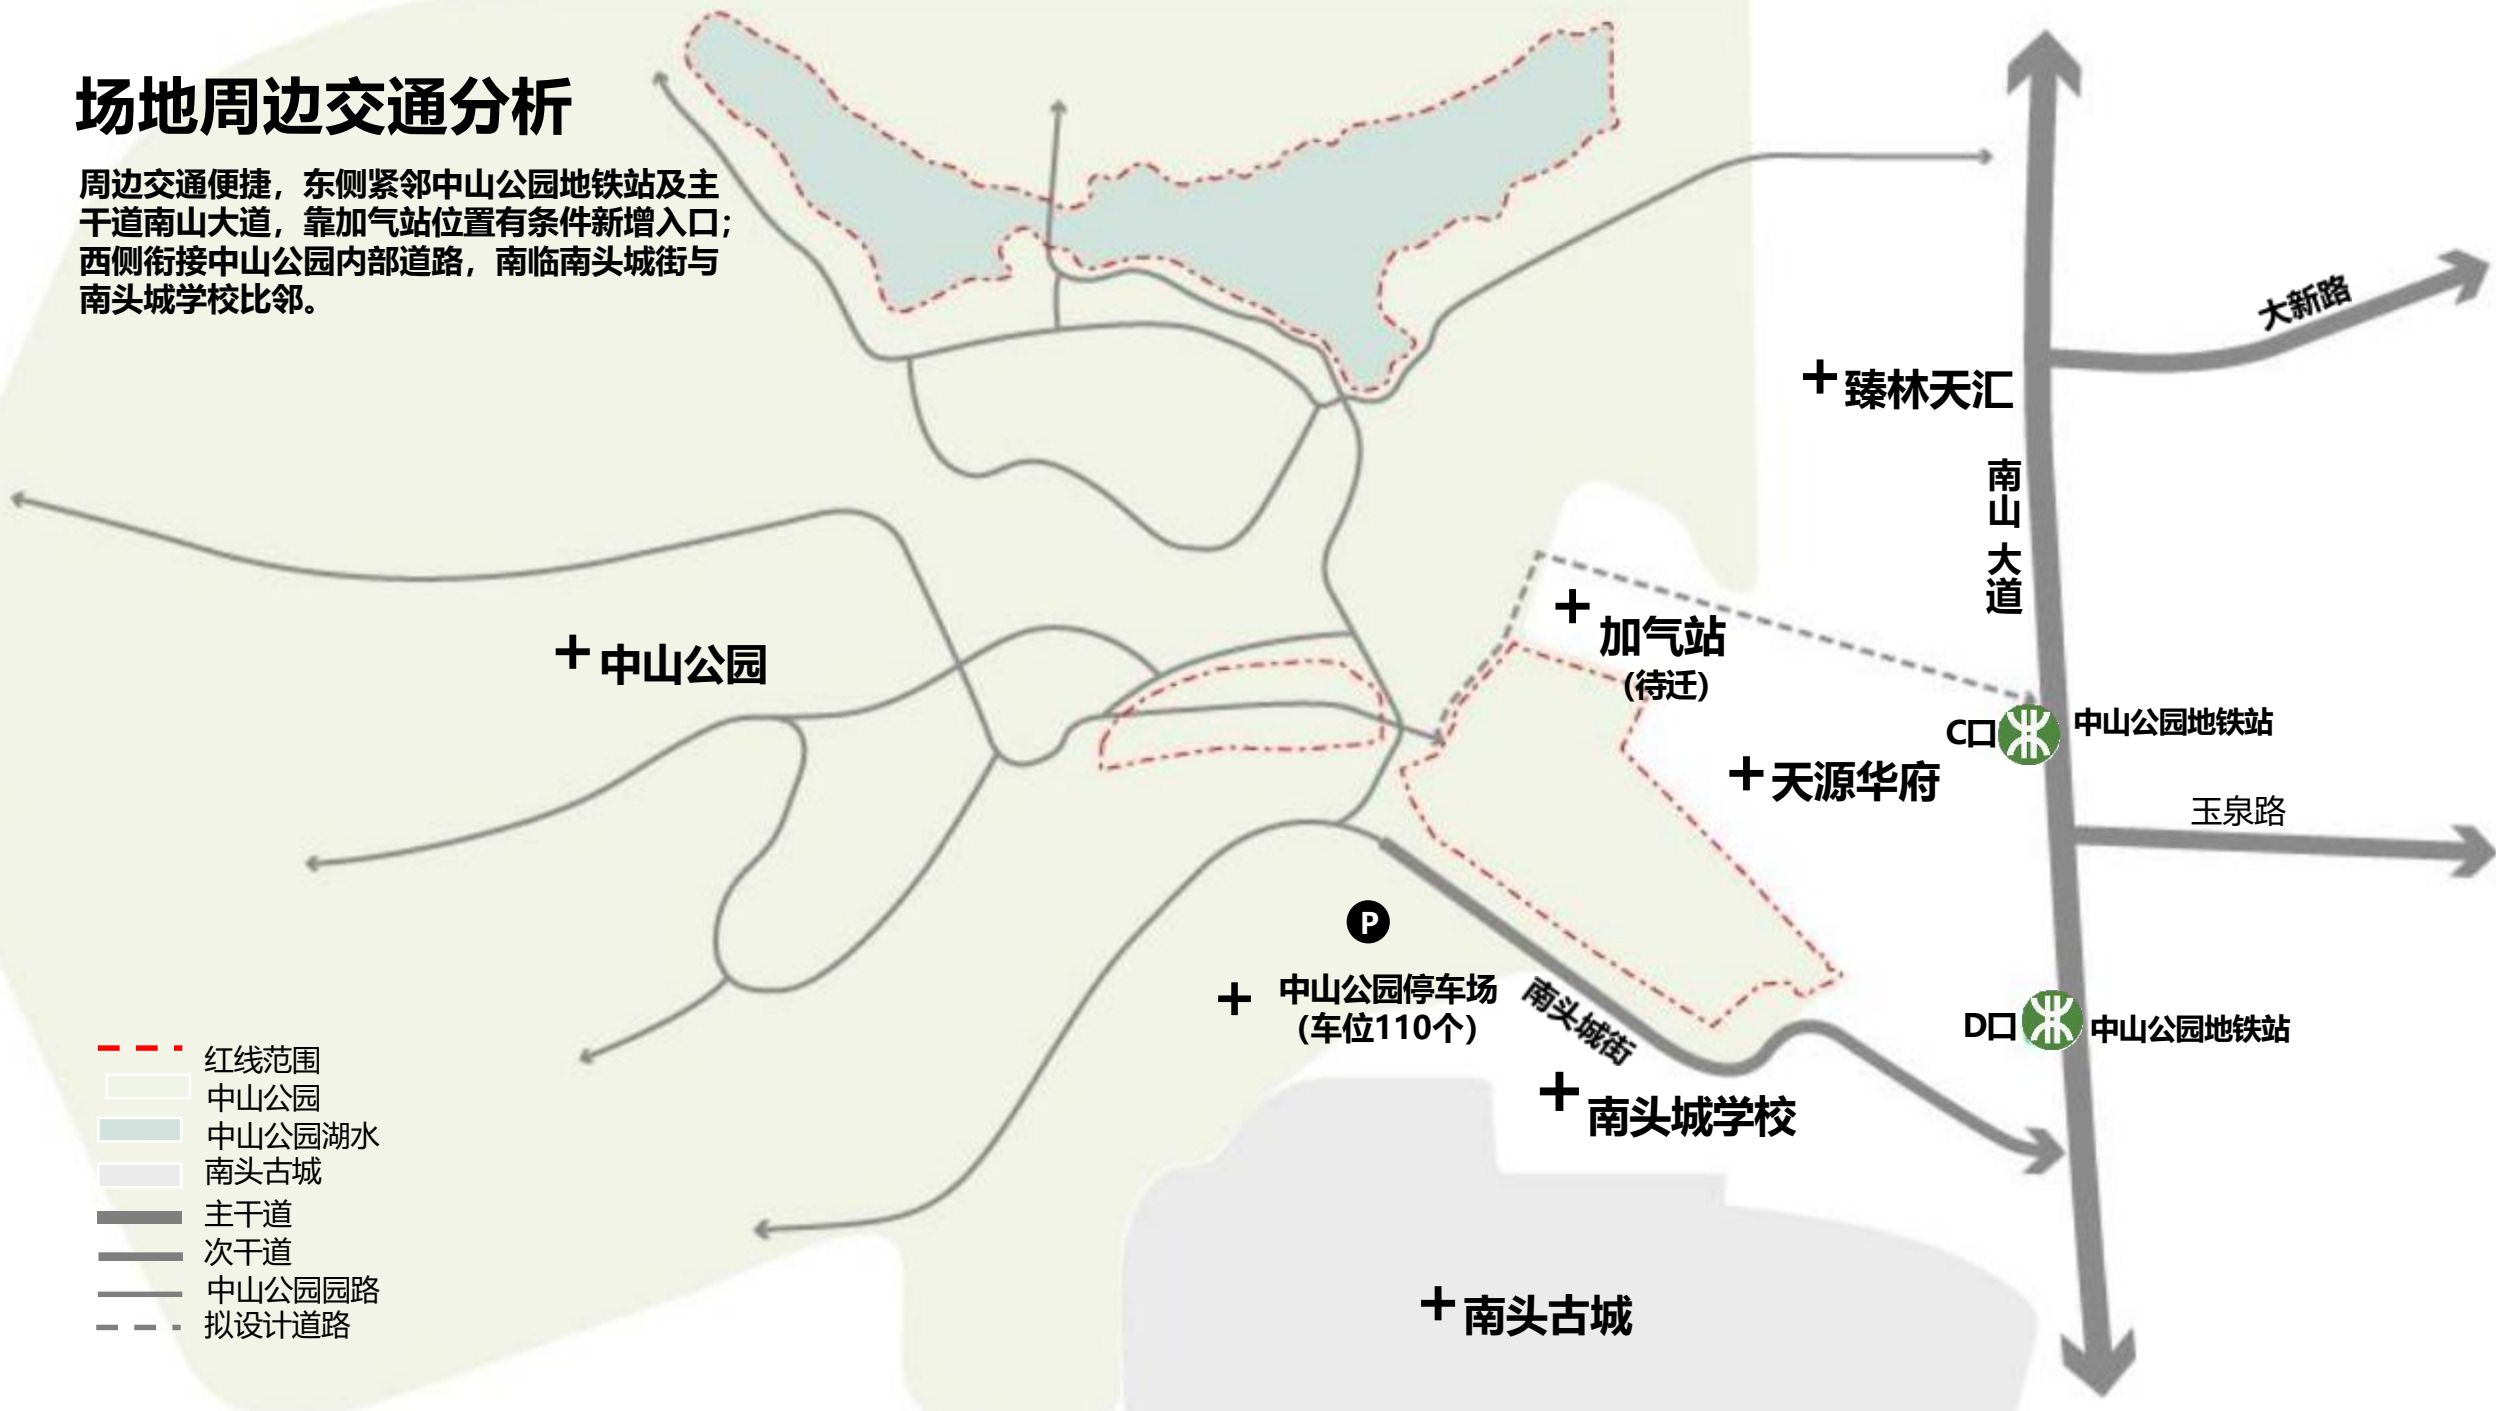 场地周边交通分析
周边交通便捷，东侧紧邻中山公园地铁站及主
干道南山大道，靠加气站位置有条件新增入口；
西侧衔接中山公园内部道路，南临南头城街与
南头城学校比邻。
大新路
臻林天汇
南山大道
加气站
（待迁）
中山公园
C口
中山公园地铁站
天源华府
玉泉路
P
中山公园停车场
（车位110个）
南头城街
D口
中山公园地铁站
南头城学校
南头古城
红线范围
中山公园
中山公园湖水
南头古城
主干道
次干道
中山公园园路
拟设计道路